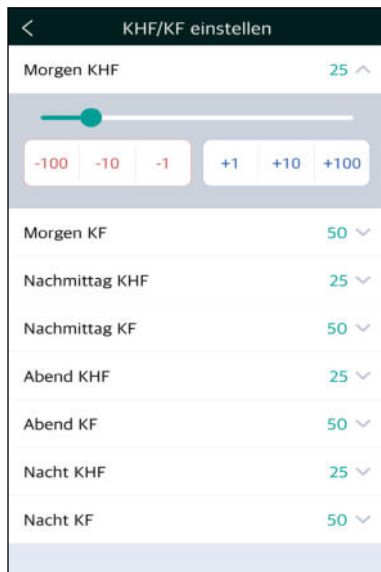 KHF/KF einstellen
Morgen KHF 25
-100 -10 -1 +1 +10 +100
Morgen KF 50
Nachmittag KHF 25
Nachmittag KF 50
Abend KHF 25
Abend KF 50
Nacht KHF 25
Nacht KF 50